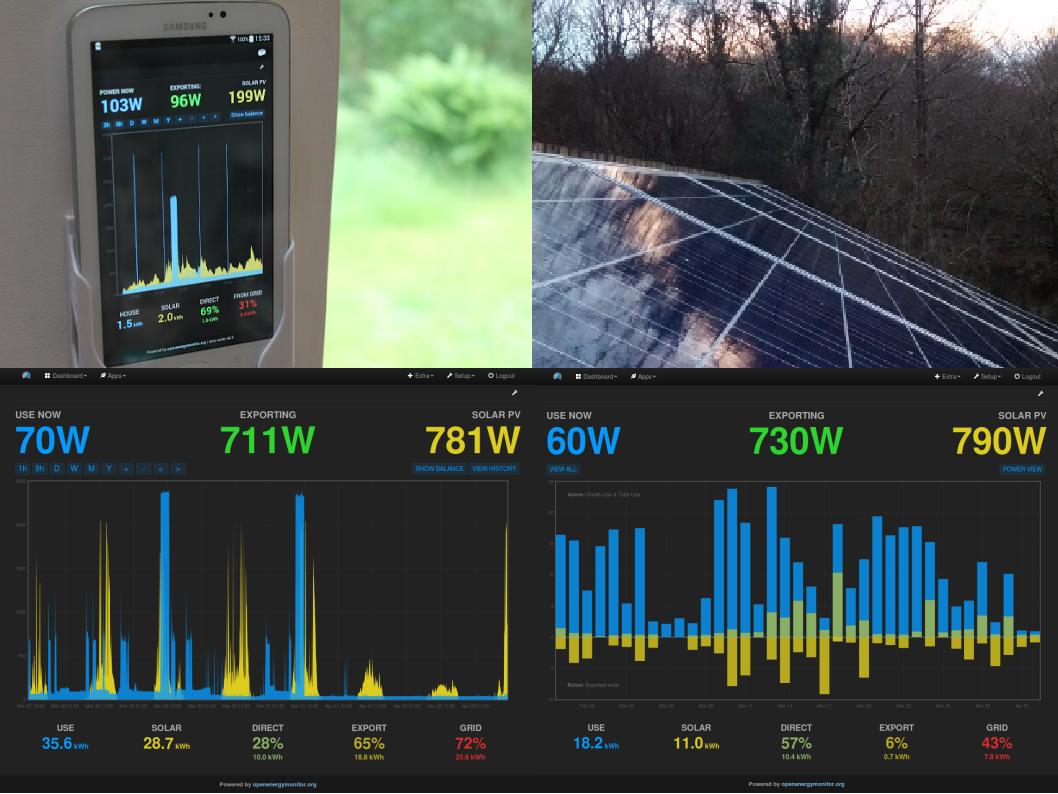 SAMSUNG
100% 15:33
POWER NOW EXPORTING: SOLAR PV
103W 96W 199W
3h 6h D W M Y + - < + Show balance
HOUSE SOLAR DIRECT FROM GRID
1.5 kWh 2.0 kWh 69% 31%
Powered by openenergymonitor.org
Dashboard Apps Extra Setup Logout
USE NOW EXPORTING SOLAR PV
70W 711W 781W
1h 8h D W M Y + - < > SHOW BALANCE VIEW HISTORY
USE SOLAR DIRECT EXPORT GRID
35.6 kWh 28.7 kWh 28% 65% 72%
10.0 kWh 18.8 kWh 25.6 kWh
Powered by openenergymonitor.org
Dashboard Apps Extra Setup Logout
USE NOW EXPORTING SOLAR PV
60W 730W 790W
VIEW ALL POWER VIEW
Above: Onsite Use & Total Use
Below: Exported solar
USE SOLAR DIRECT EXPORT GRID
18.2 kWh 11.0 kWh 57% 6% 43%
10.4 kWh 0.7 kWh 7.8 kWh
Powered by openenergymonitor.org